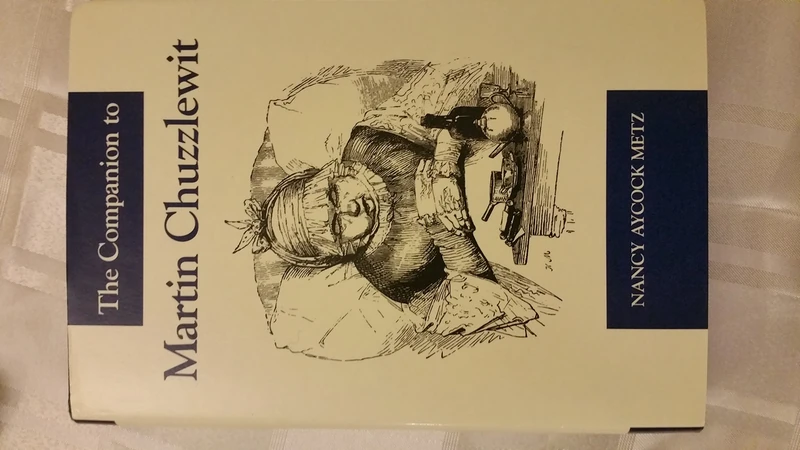 The Companion to
Martin Chuzzlewit
NANCY AYCOCK METZ